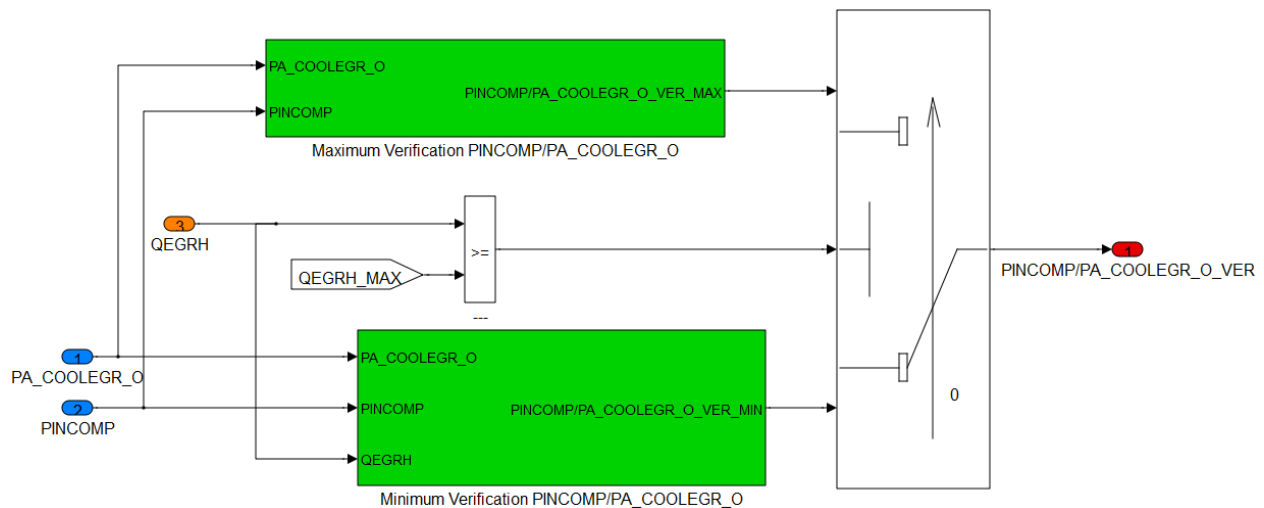 PA_COOLEGR_O
PINCOMP/PA_COOLEGR_O_VER_MAX
PINCOMP
Maximum Verification PINCOMP/PA_COOLEGR_O
3
QEGRH
>=
QEGRH_MAX
---
1
PINCOMP/PA_COOLEGR_O_VER
1
PA_COOLEGR_O
PA_COOLEGR_O
2
PINCOMP
PINCOMP
PINCOMP/PA_COOLEGR_O_VER_MIN
QEGRH
0
Minimum Verification PINCOMP/PA_COOLEGR_O